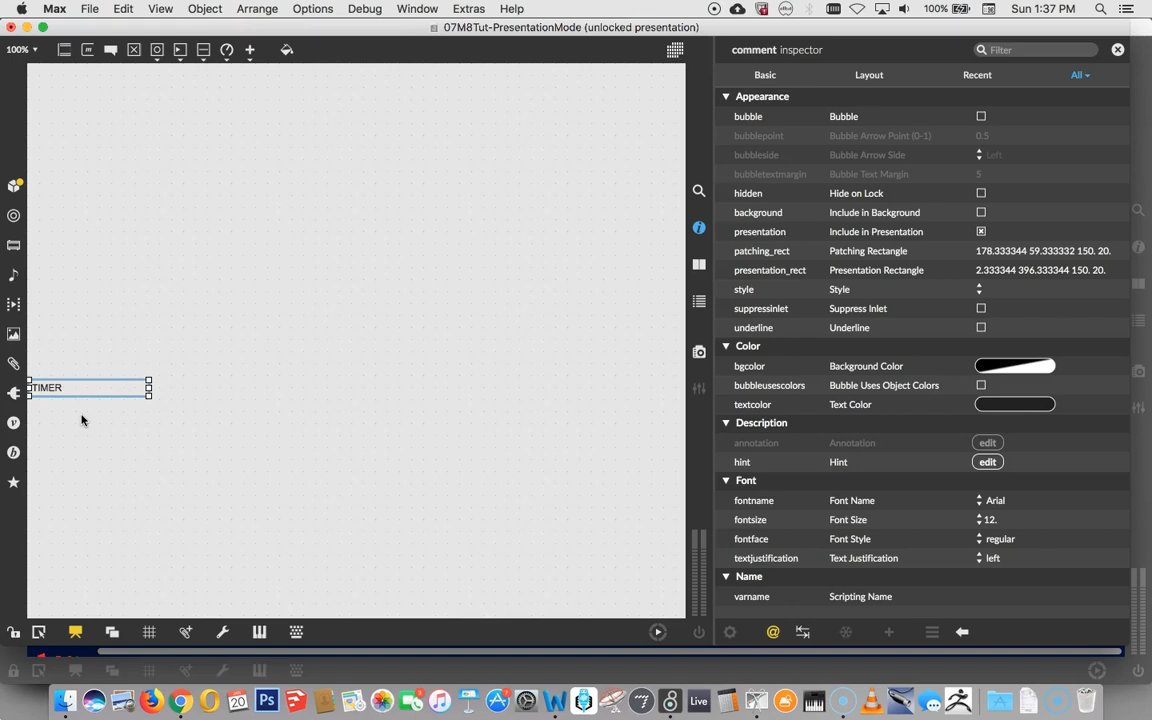 Max File Edit View Object Arrange Options Debug Window Extras Help 100% Sun 1:37 PM
07M8Tut-PresentationMode (unlocked presentation)
100%
comment inspector Filter
Basic Layout Recent All
Appearance
bubble Bubble
bubblepoint Bubble Arrow Point (0-1) 0.5
bubbleside Bubble Arrow Side Left
bubbletextmargin Bubble Text Margin 5
hidden Hide on Lock
background Include in Background
presentation Include in Presentation
patching_rect Patching Rectangle 178.333344 59.333332 150. 20.
presentation_rect Presentation Rectangle 2.333344 396.333344 150. 20.
style Style
suppressinlet Suppress Inlet
underline Underline
Color
bgcolor Background Color
bubbleusescolors Bubble Uses Object Colors
textcolor Text Color
Description
annotation Annotation edit
hint Hint edit
Font
fontname Font Name Arial
fontsize Font Size 12.
fontface Font Style regular
textjustification Text Justification left
Name
varname Scripting Name
TIMER
20
Live